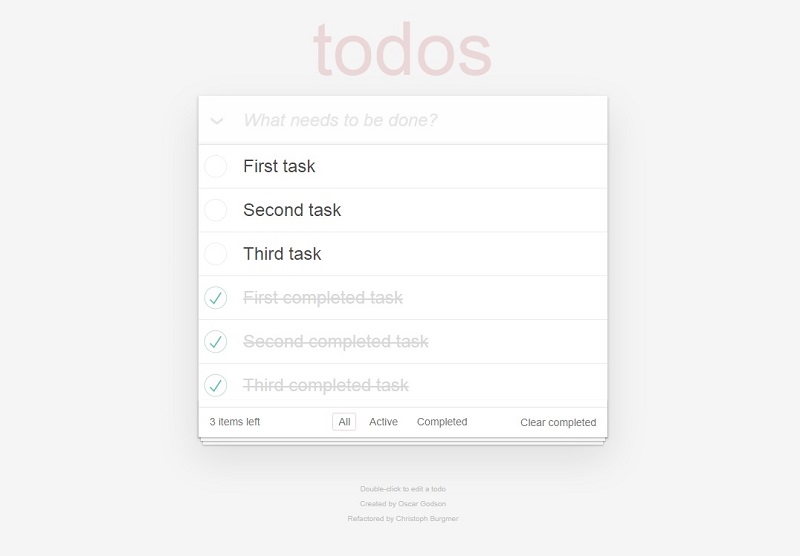 todos
What needs to be done?
First task
Second task
Third task
First completed task
Second completed task
Third completed task
3 items left All Active Completed Clear completed
Double-click to edit a todo
Created by Oscar Godson
Refactored by Christoph Burgmer